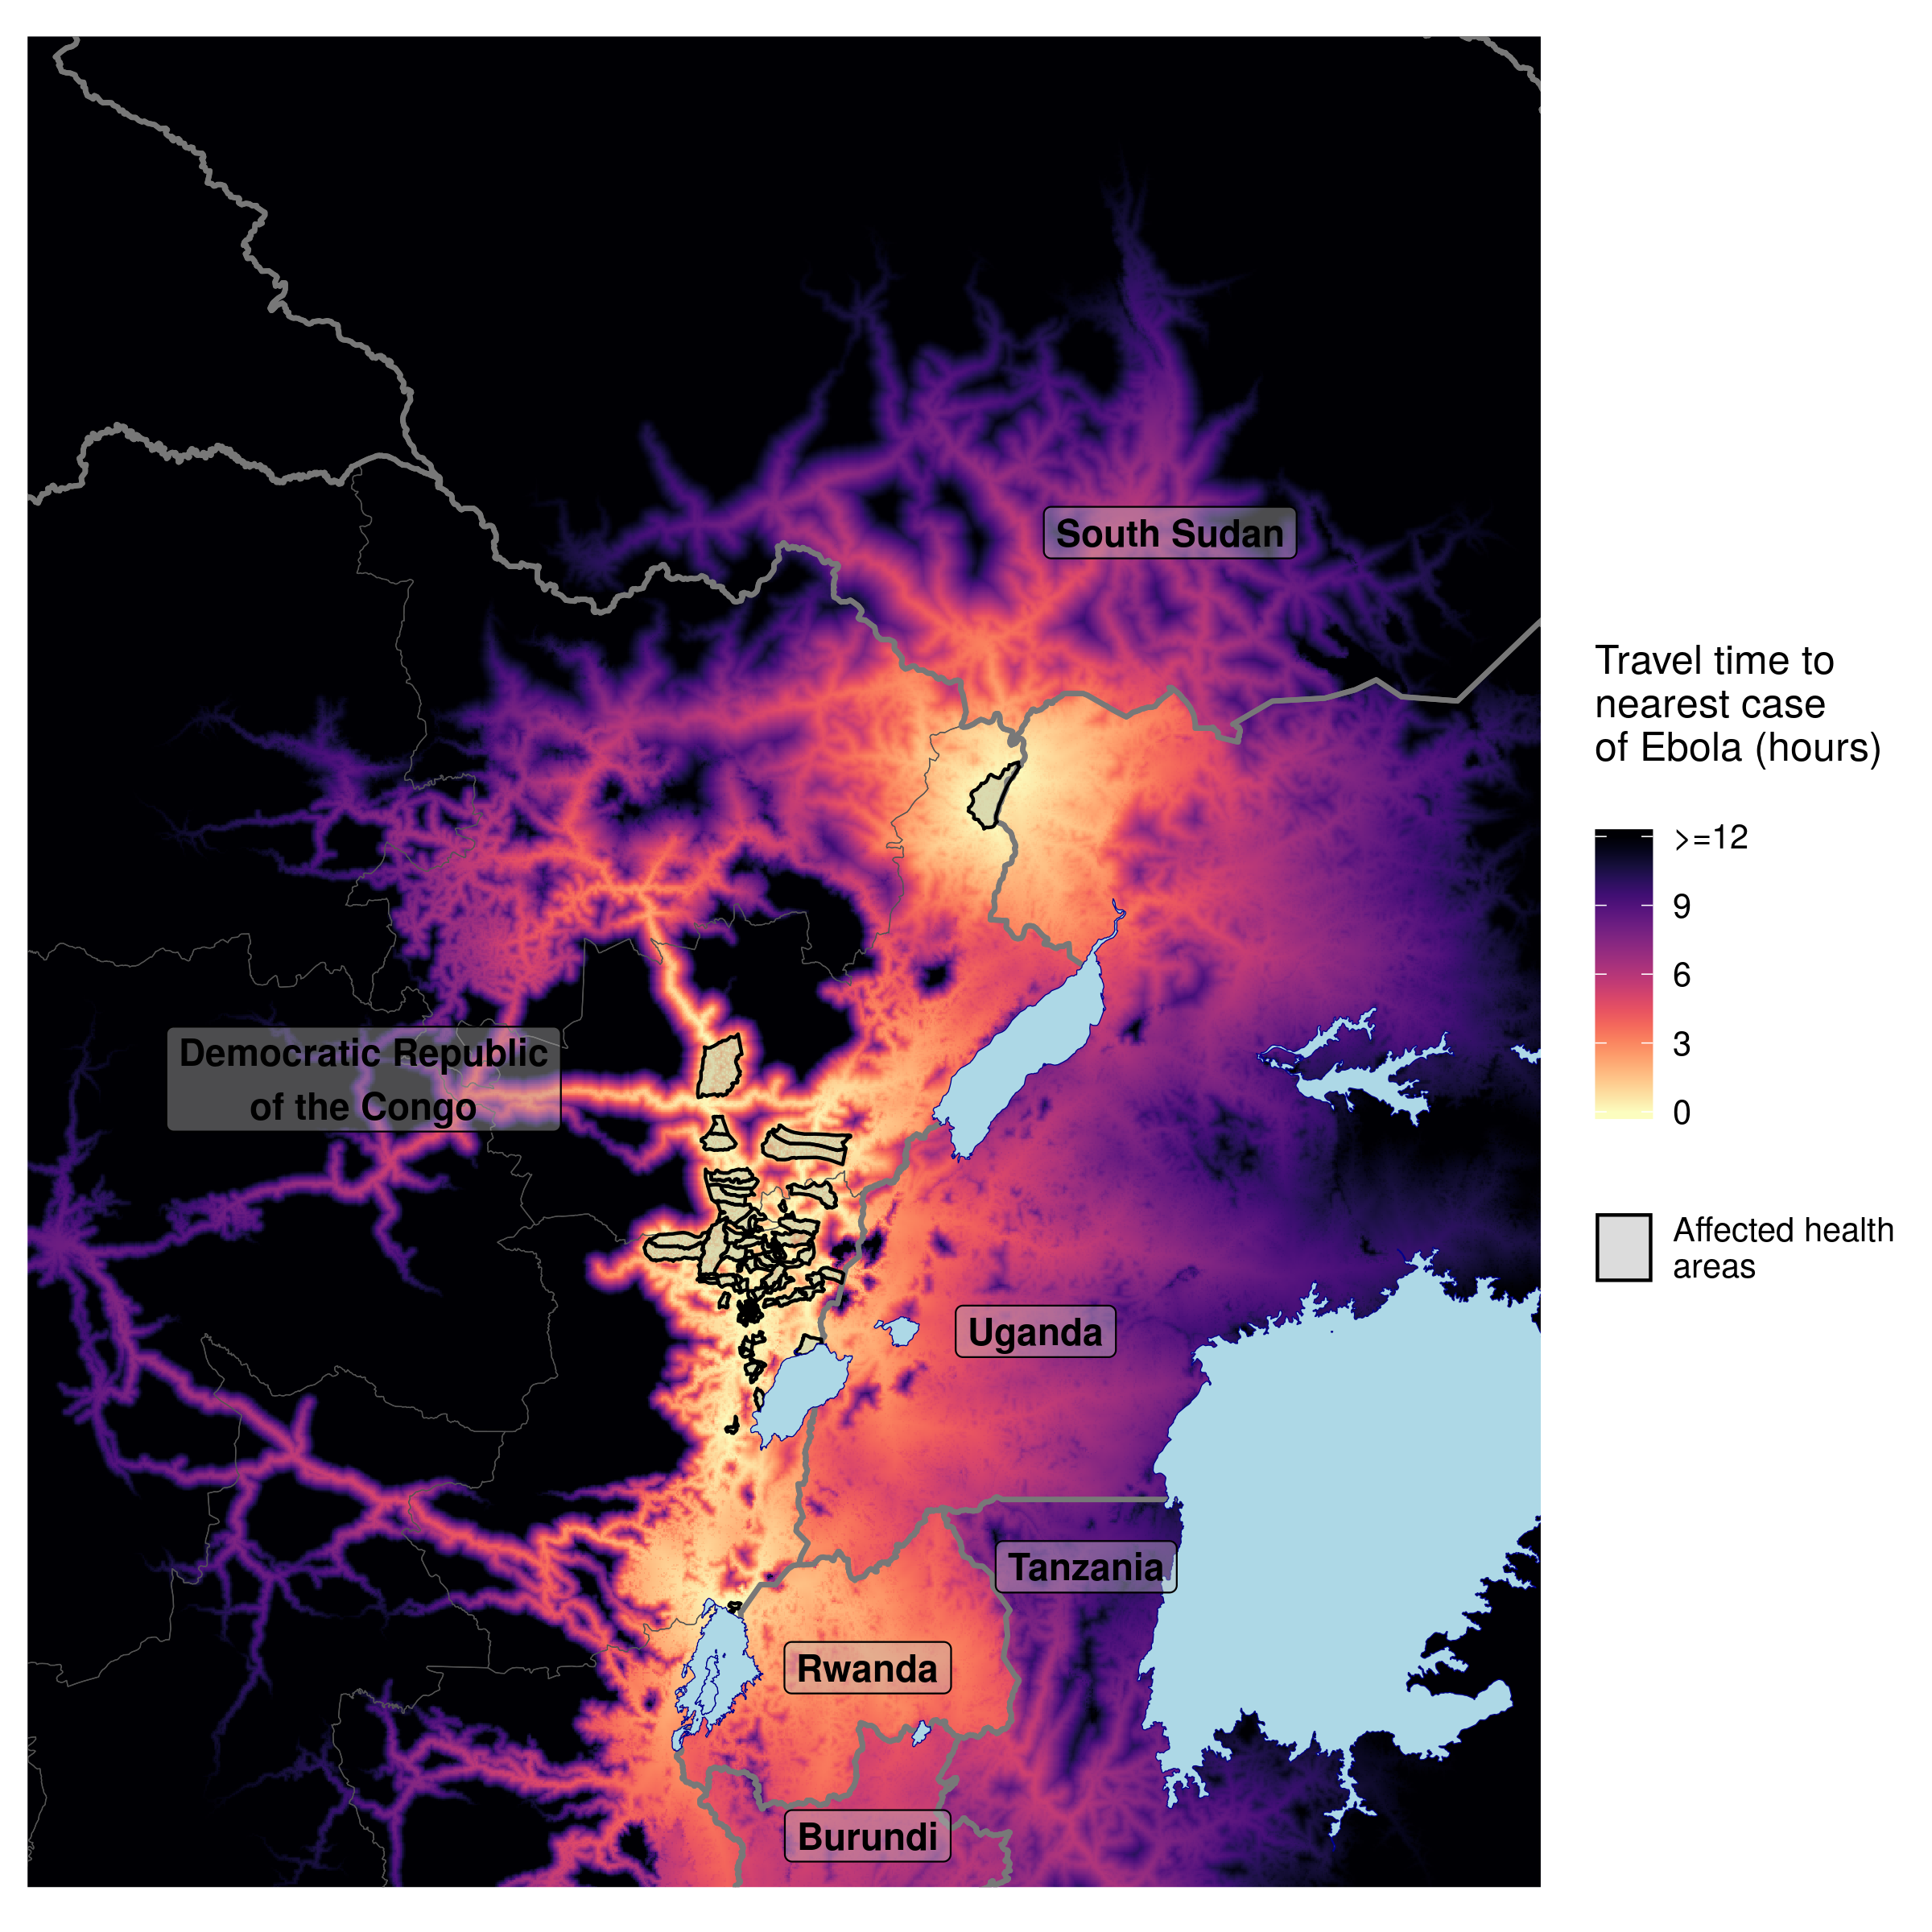 South Sudan
Democratic Republic
of the Congo
Uganda
Tanzania
Rwanda
Burundi
Travel time to
nearest case
of Ebola (hours)
>=12
9
6
3
0
Affected health
areas